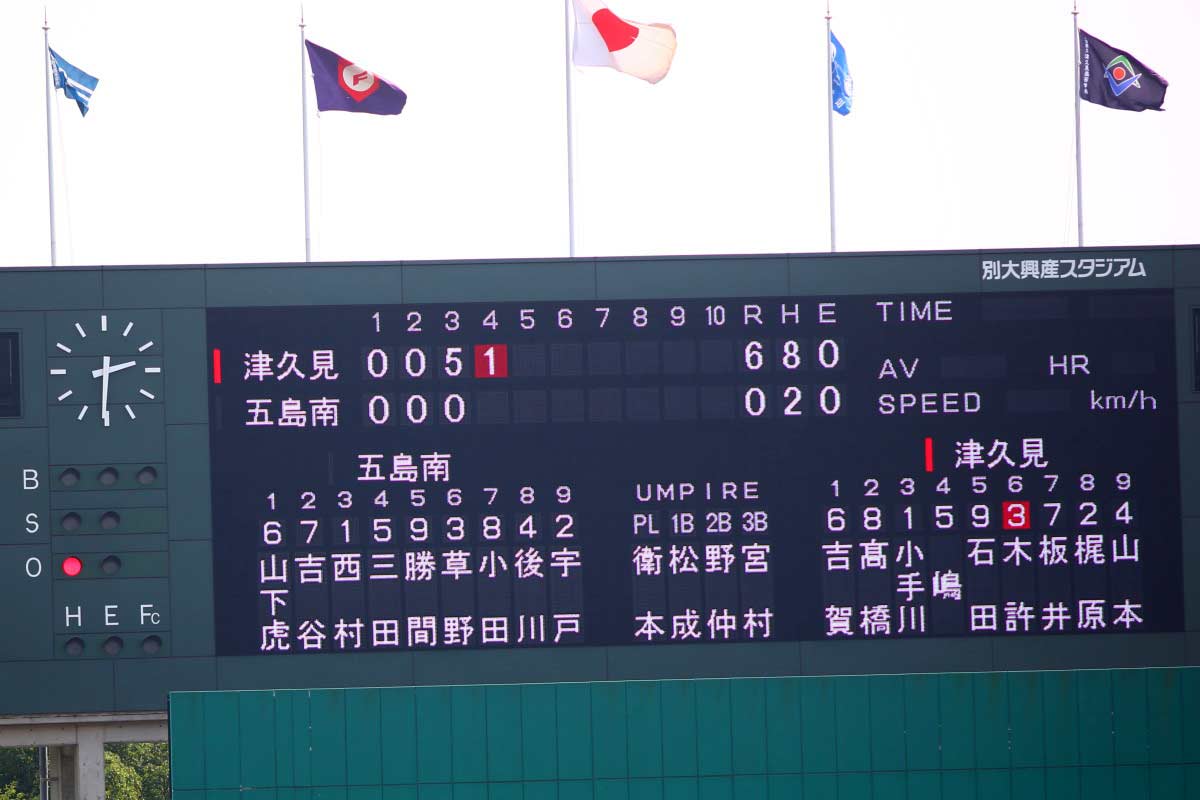 別大興産スタジアム
1 2 3 4 5 6 7 8 9 10 R H E TIME
津久見 0 0 5 1 6 8 0 AV HR
五島南 0 0 0 0 2 0 SPEED km/h
五島南
1 2 3 4 5 6 7 8 9
6 7 1 5 9 3 8 4 2
山下虎 吉谷 西村 三田 勝間 草野 小田 後川 宇戸
UMPIRE
PL 1B 2B 3B
衛本 松成 野仲 宮村
津久見
1 2 3 4 5 6 7 8 9
6 8 1 5 9 3 7 2 4
吉賀 髙橋 小手川 嶋 石田 木許 板井 梶原 山本
B
S
O
H E Fc